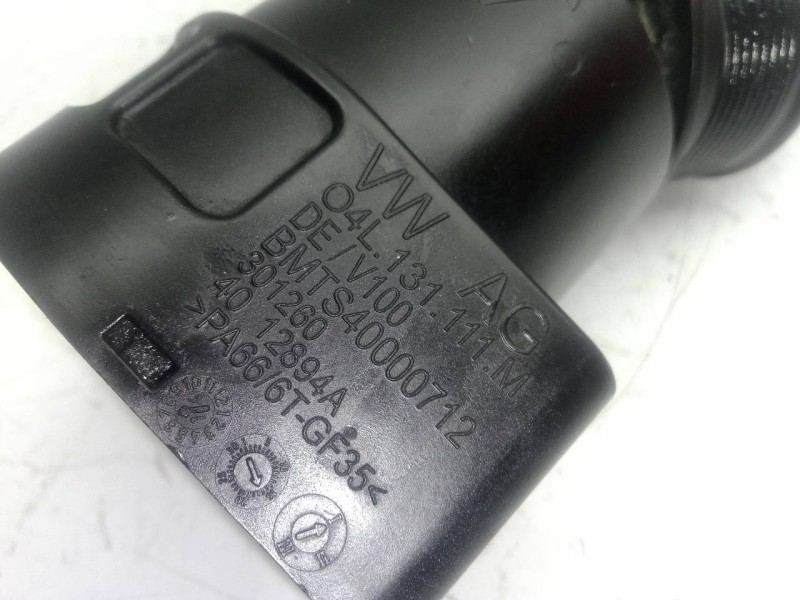 VW AG
04L.131.111.M
DE/V100
BMTS40000712
301260
40 12894A
>PA66/6T-GF35<